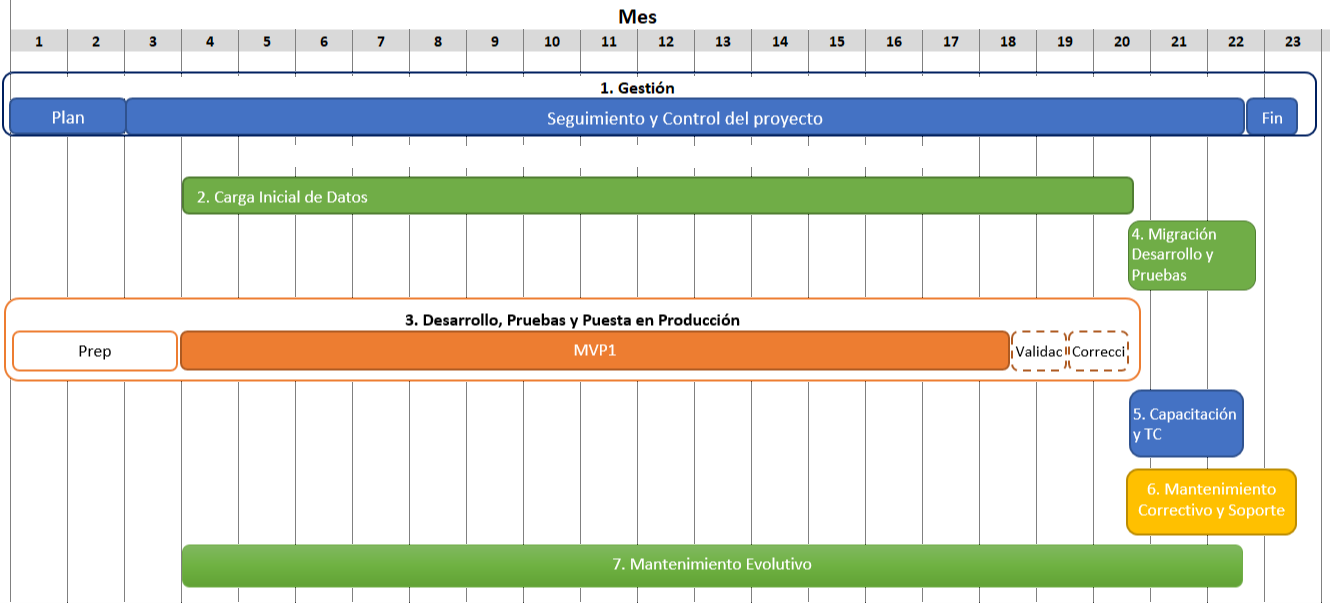 Mes
1 2 3 4 5 6 7 8 9 10 11 12 13 14 15 16 17 18 19 20 21 22 23
1. Gestión
Plan Seguimiento y Control del proyecto Fin
2. Carga Inicial de Datos
4. Migración
Desarrollo y
Pruebas
3. Desarrollo, Pruebas y Puesta en Producción
Prep MVP1 Validac Correcci
5. Capacitación
y TC
6. Mantenimiento
Correctivo y Soporte
7. Mantenimiento Evolutivo